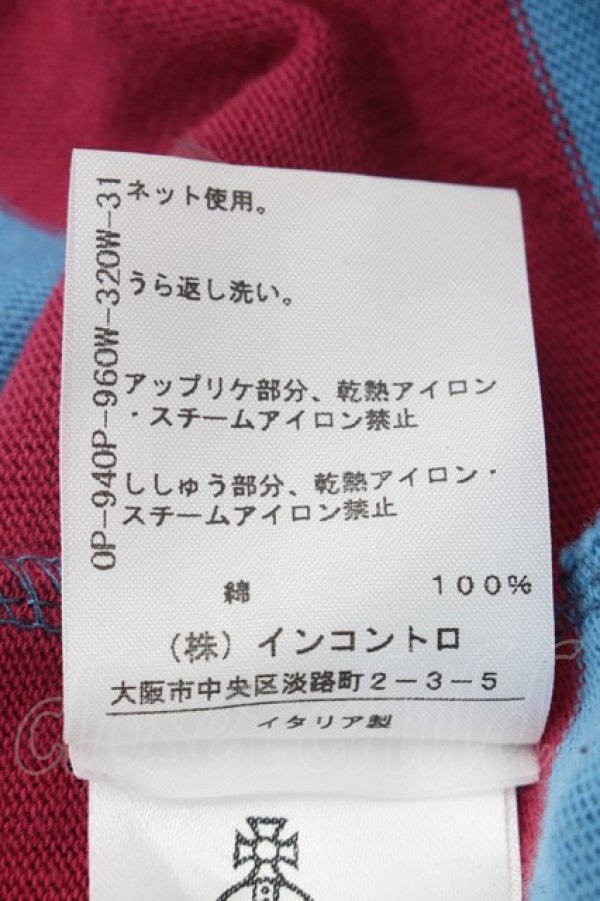 ネット使用。
うら返し洗い。
アップリケ部分、乾熱アイロン
・スチームアイロン禁止
ししゅう部分、乾熱アイロン・
スチームアイロン禁止
綿 100%
(株) インコントロ
大阪市中央区淡路町2-3-5
イタリア製
OP-940P-960W-320W-31